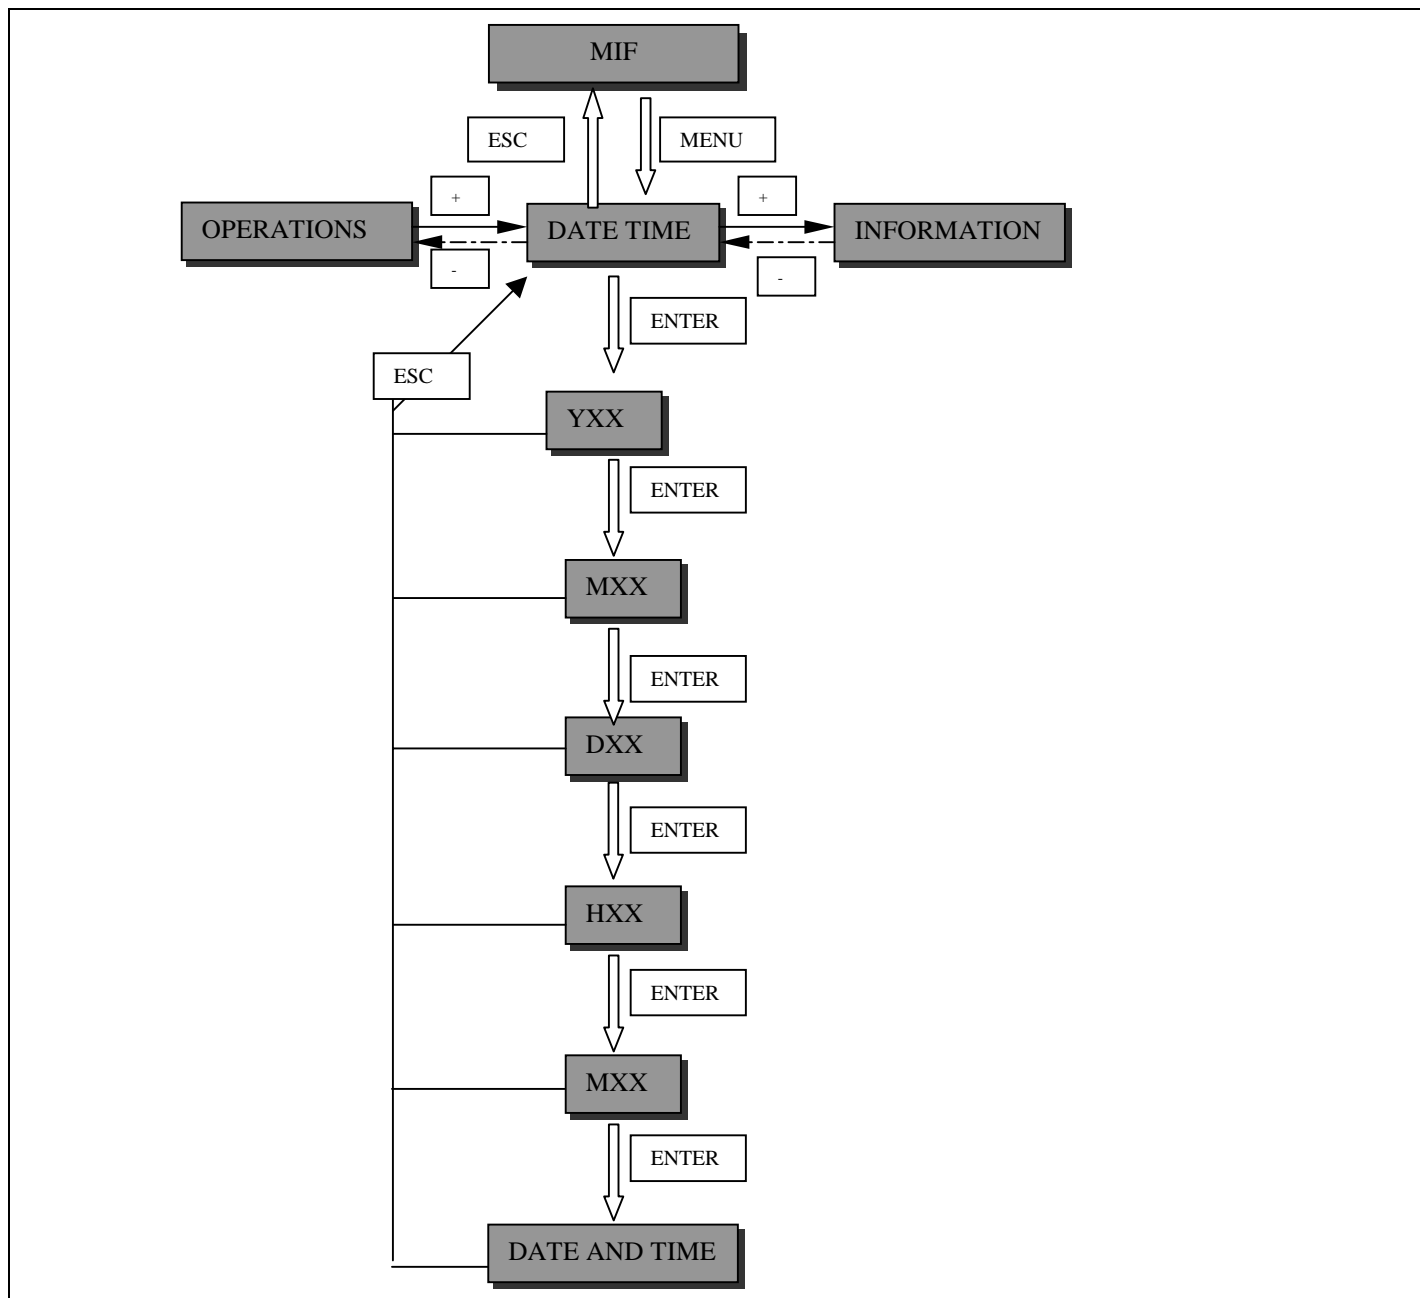 MIF
ESC
MENU
+
+
OPERATIONS
DATE TIME
INFORMATION
-
-
ENTER
ESC
YXX
ENTER
MXX
ENTER
DXX
ENTER
HXX
ENTER
MXX
ENTER
DATE AND TIME